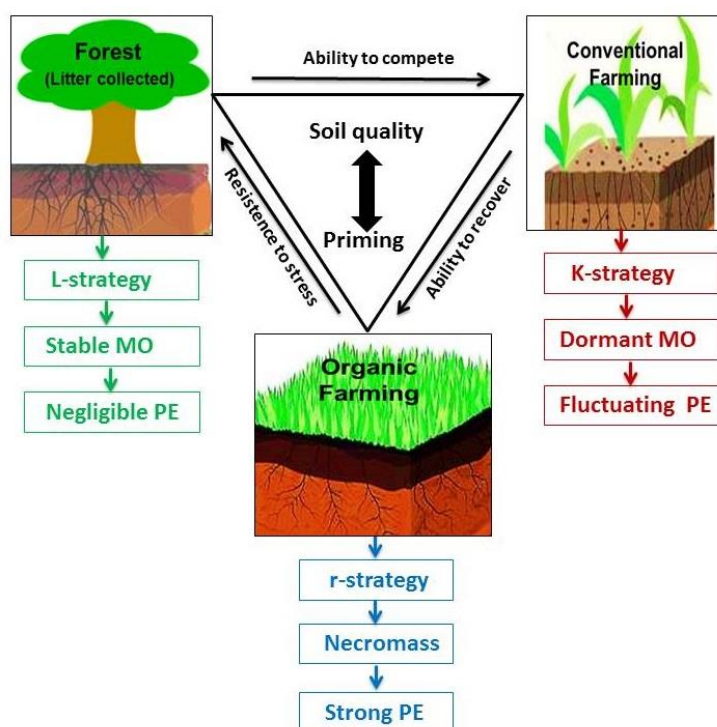 Forest
(Litter collected)
Ability to compete
Conventional
Farming
Soil quality
Priming
Resistence to stress
Ability to recover
L-strategy
Stable MO
Negligible PE
K-strategy
Dormant MO
Fluctuating PE
Organic
Farming
r-strategy
Necromass
Strong PE